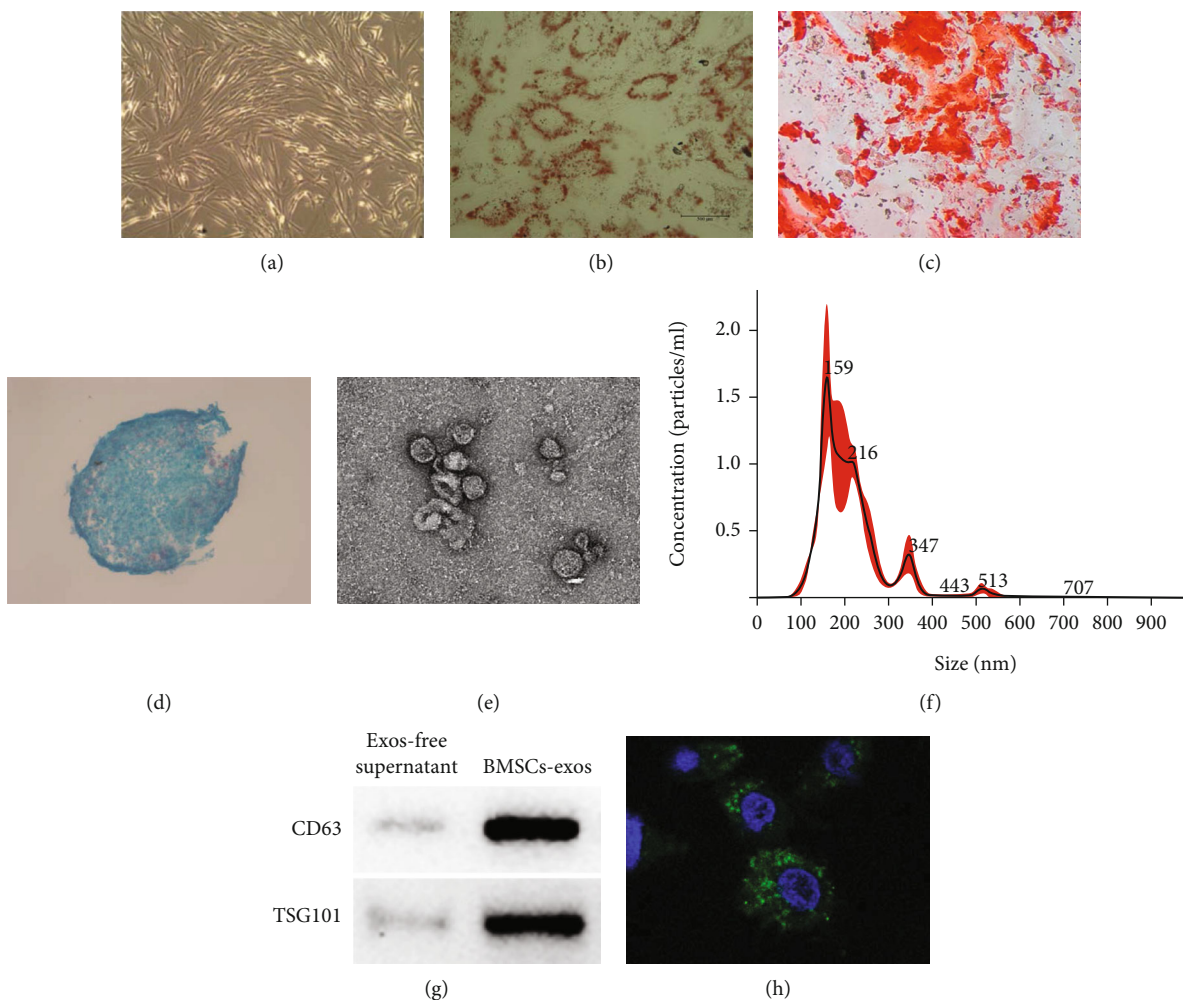 (a)
(b)
(c)
(d)
(e)
Concentration (particles/ml)
2.0
1.5
1.0
0.5
159
216
347
443
513
707
0 100 200 300 400 500 600 700 800 900
Size (nm)
(f)
Exos-free
supernatant
BMSCs-exos
CD63
TSG101
(g)
(h)